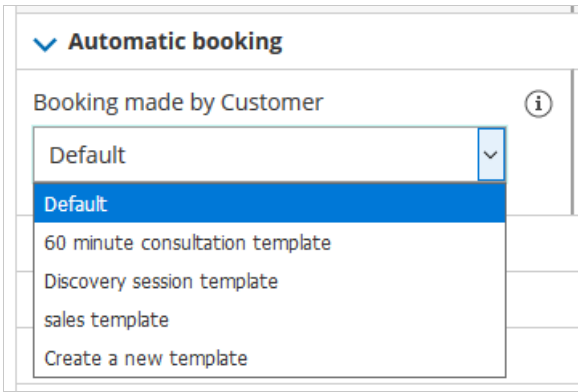 Automatic booking
Booking made by Customer
Default
Default
60 minute consultation template
Discovery session template
sales template
Create a new template